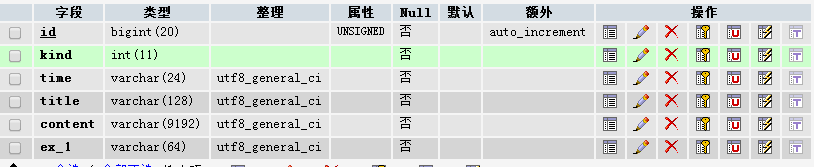 字段 类型 整理 属性 Null 默认 额外 操作
id bigint(20) UNSIGNED 否 auto_increment
kind int(11) 否
time varchar(24) utf8_general_ci 否
title varchar(128) utf8_general_ci 否
content varchar(9192) utf8_general_ci 否
ex_1 varchar(64) utf8_general_ci 否